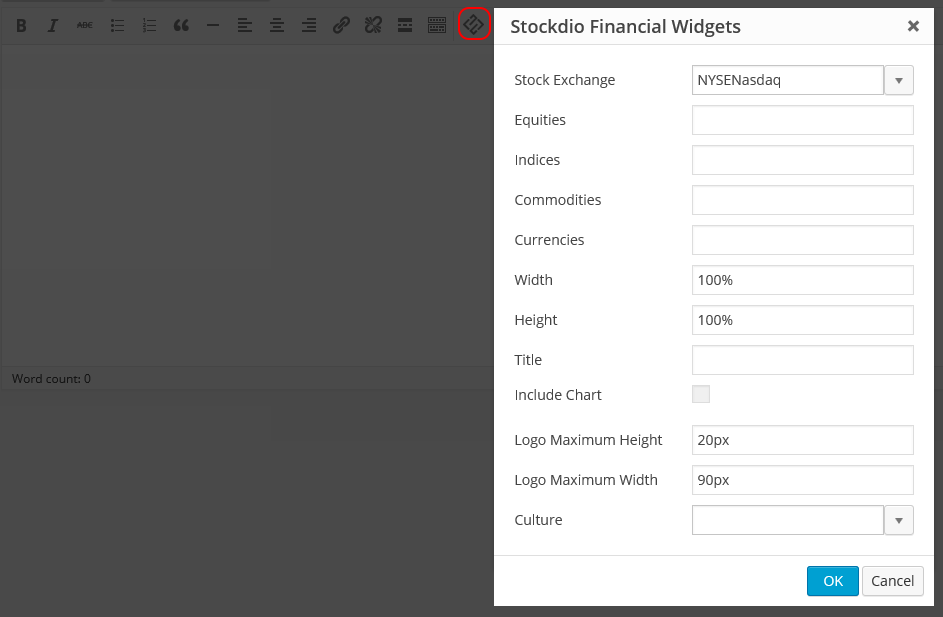 B I ABC
Stockdio Financial Widgets
Stock Exchange NYSENasdaq
Equities
Indices
Commodities
Currencies
Width 100%
Height 100%
Title
Include Chart
Logo Maximum Height 20px
Logo Maximum Width 90px
Culture
OK Cancel
Word count: 0